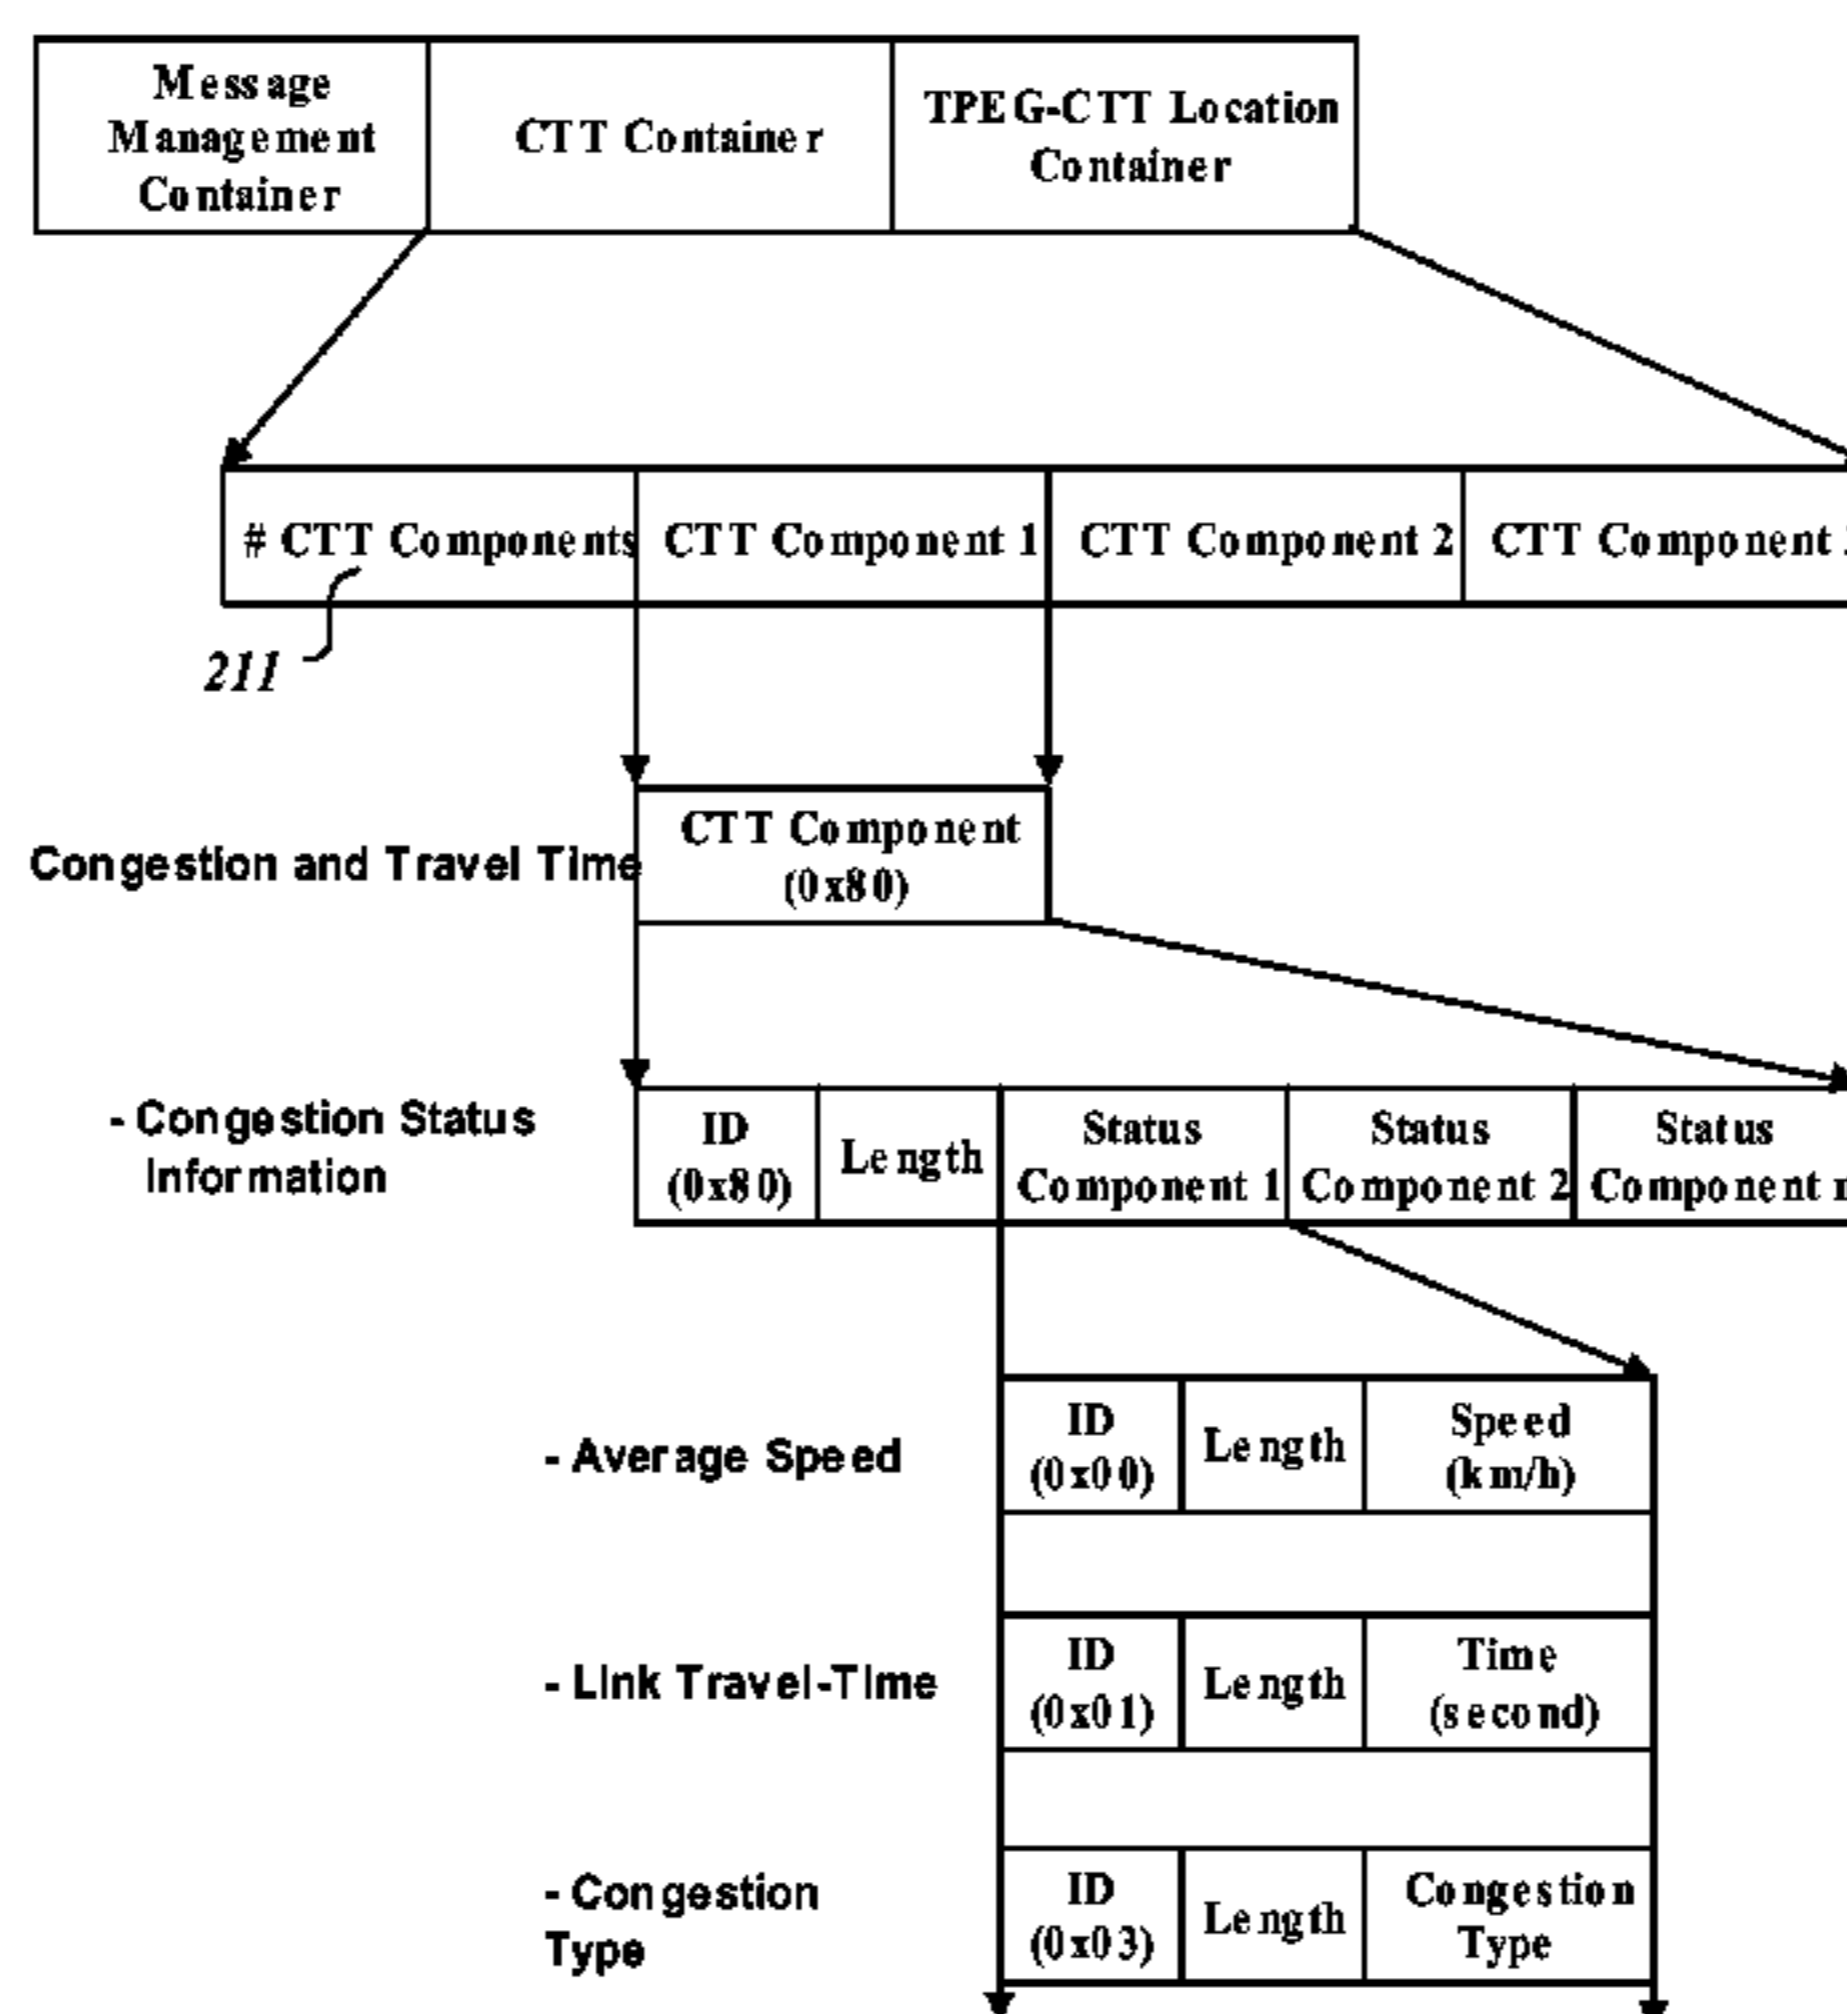 Message
Management
Container
CTT Container
TPEG-CTT Location
Container
# CTT Components
CTT Component 1
CTT Component 2
CTT Component
211
Congestion and Travel Time
CTT Component
(0x80)
- Congestion Status
Information
ID
(0x80)
Length
Status
Component 1
Status
Component 2
Status
Component
- Average Speed
ID
(0x00)
Length
Speed
(km/h)
- Link Travel-Time
ID
(0x01)
Length
Time
(second)
- Congestion
Type
ID
(0x03)
Length
Congestion
Type